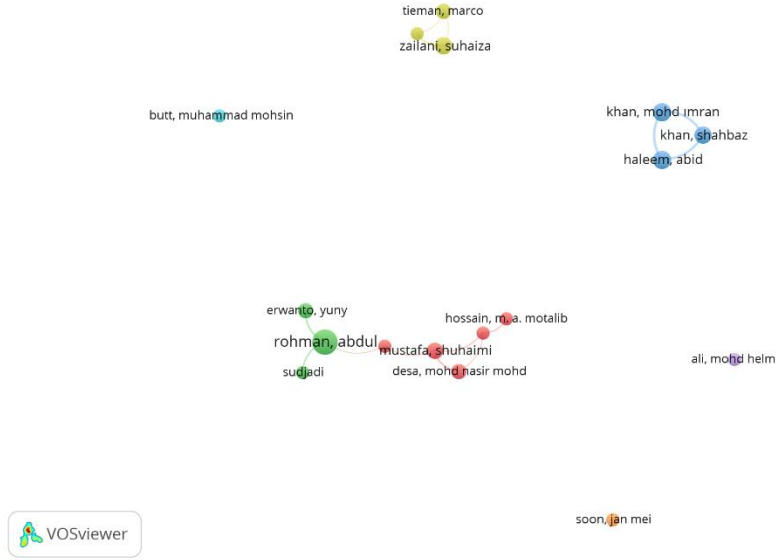 tieman, marco
zailani, suhaiza
butt, muhammad mohsin
khan, mohd imran
khan, shahbaz
haleem, abid
erwanto, yuny
hossain, m. a. motalib
rohman, abdul
mustafa, shuhaimi
sudjadi
desa, mohd nasir mohd
ali, mohd helm
soon, jan mei
VOSviewer